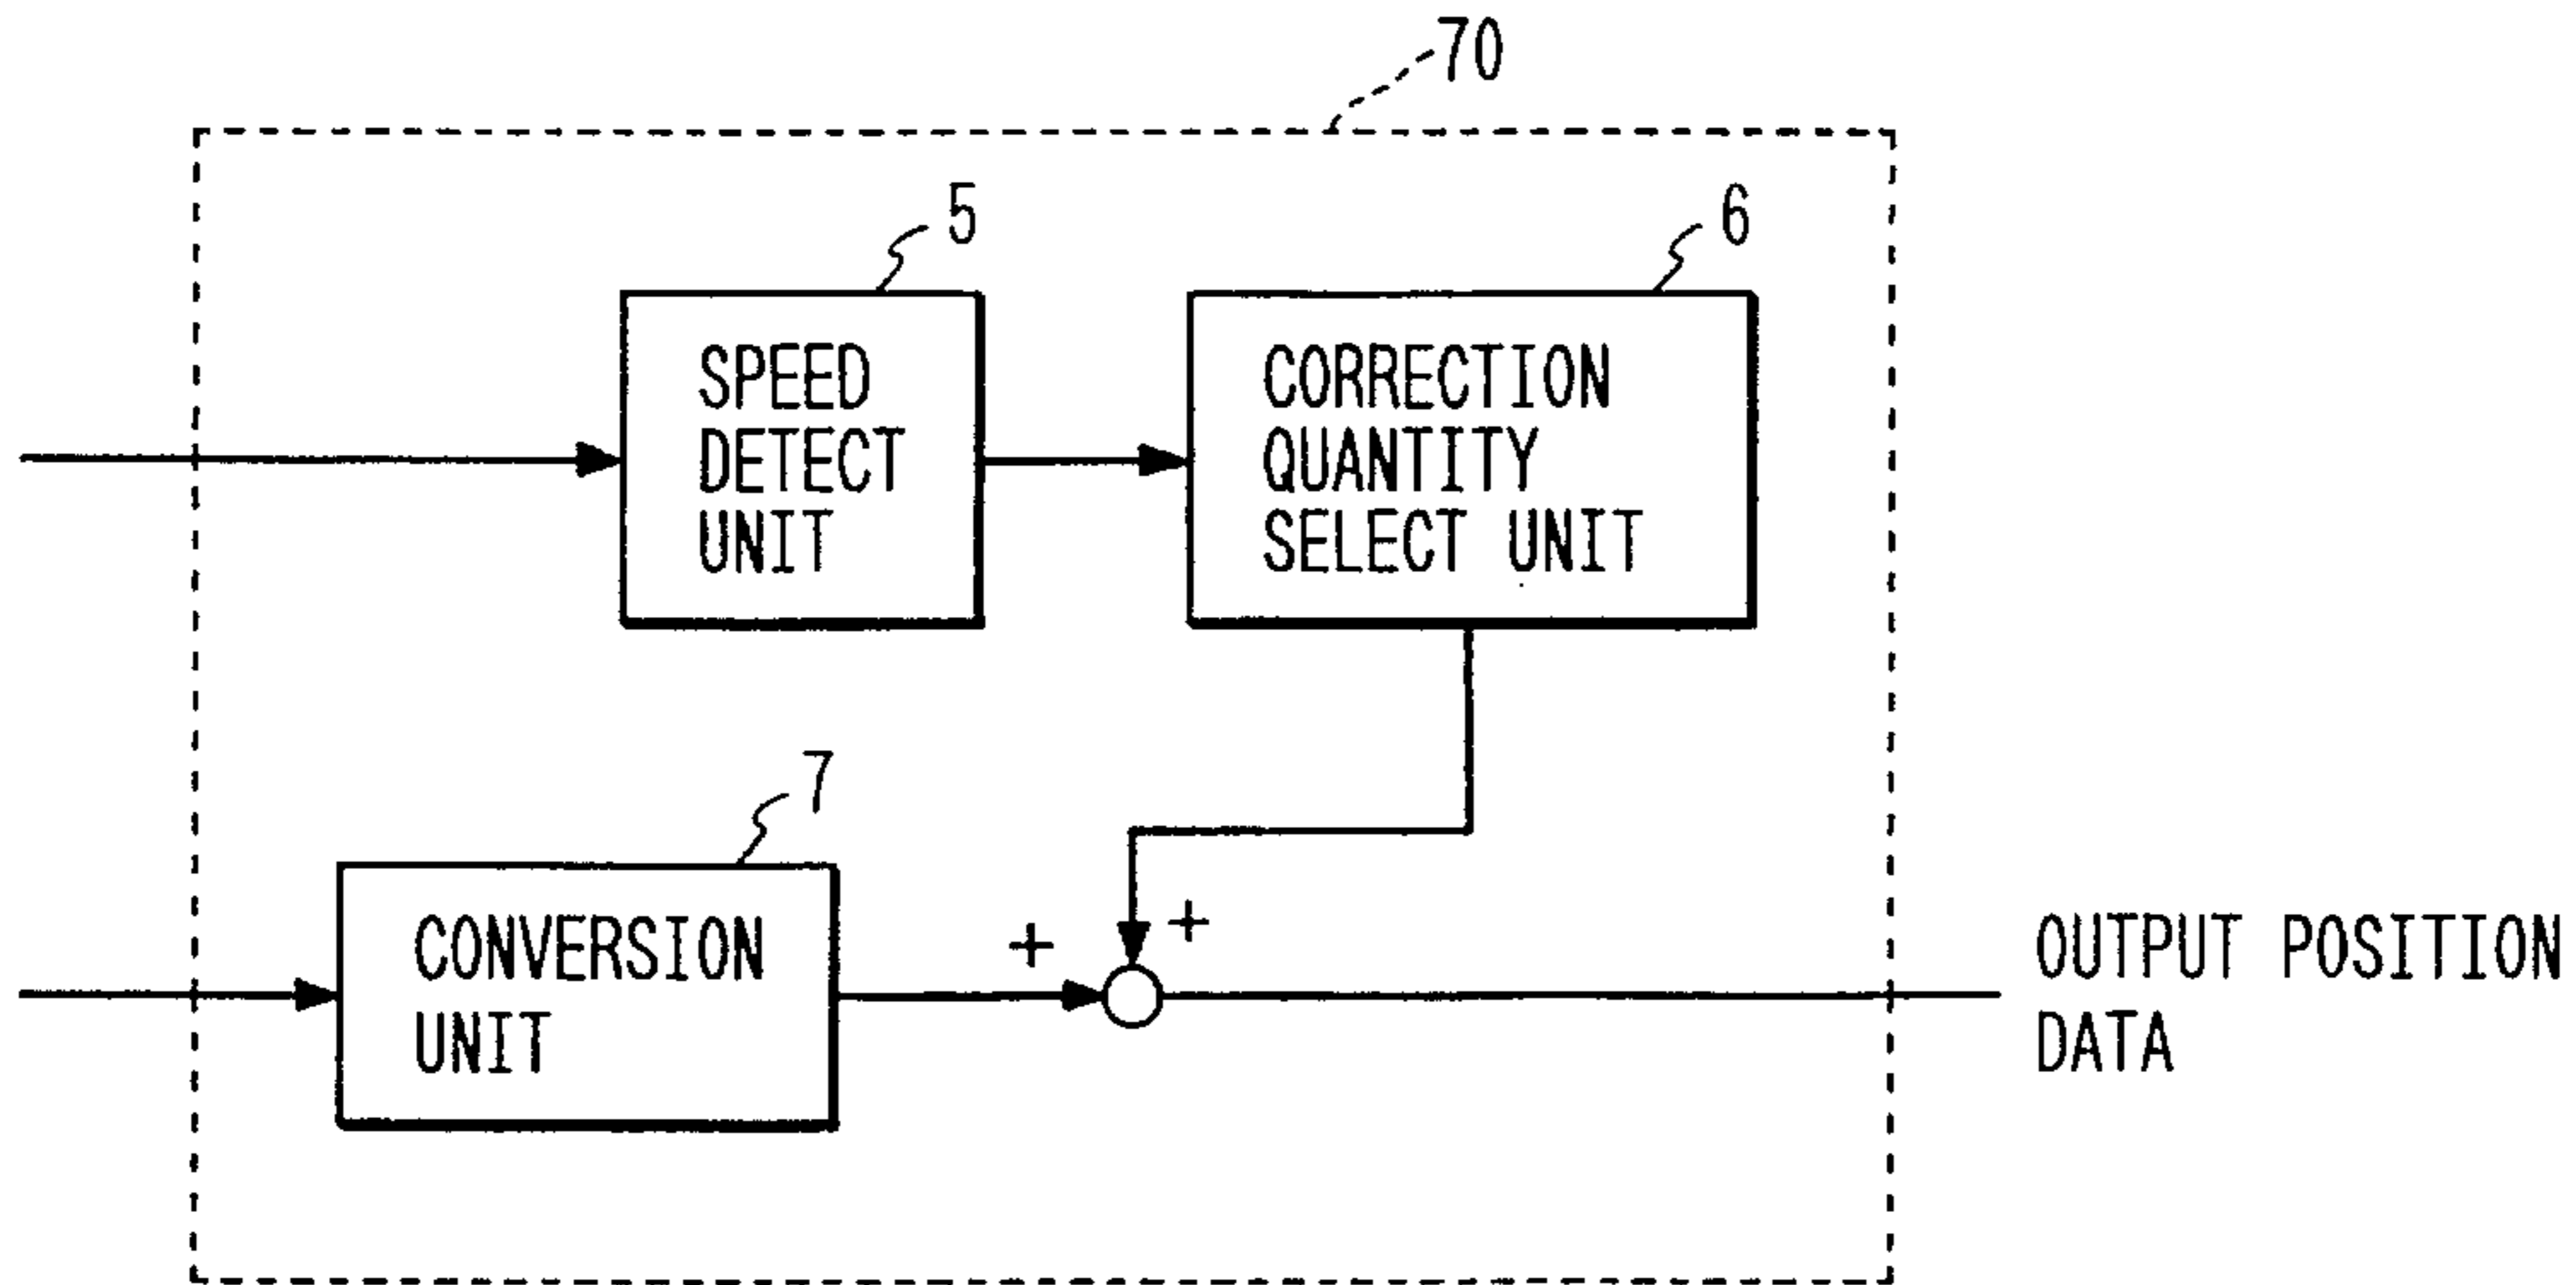 70
5
6
SPEED
DETECT
UNIT
CORRECTION
QUANTITY
SELECT UNIT
7
CONVERSION
UNIT
+
+
OUTPUT POSITION
DATA